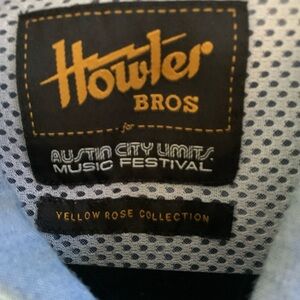 Howler
BROS
for
AUSTIN CITY LIMITS
MUSIC FESTIVAL
YELLOW ROSE COLLECTION